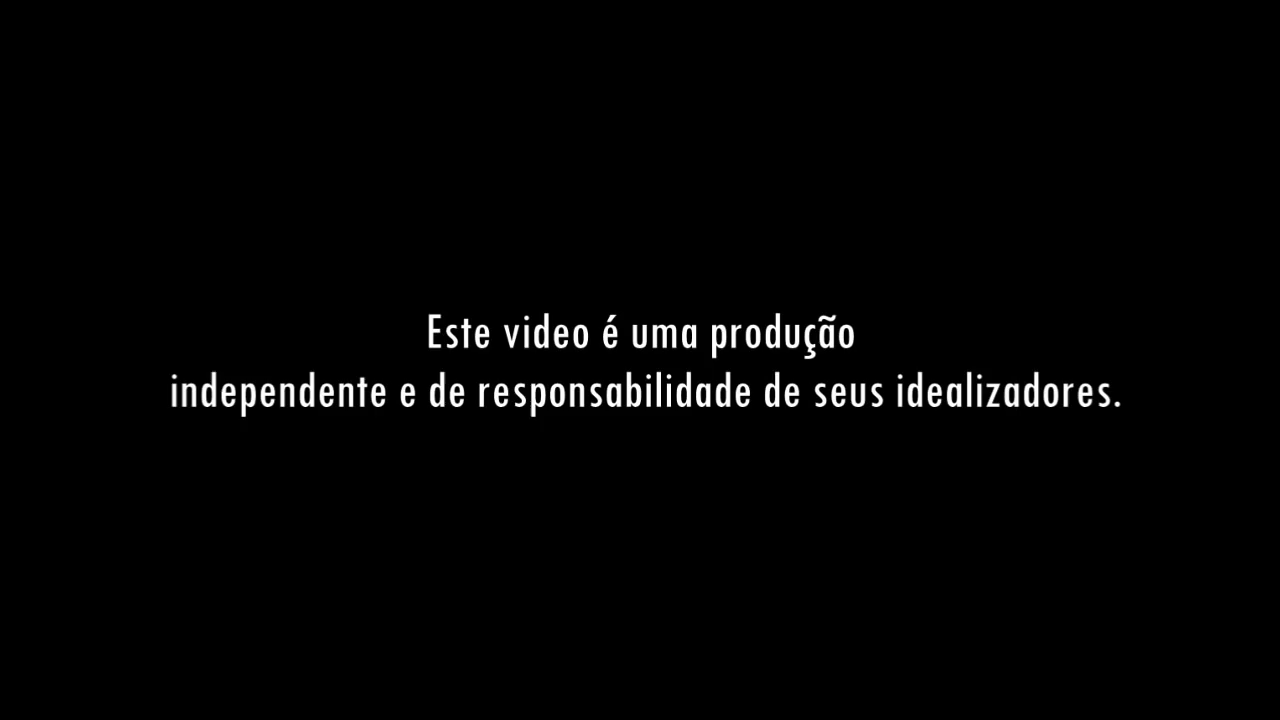 Este video é uma produção
independente e de responsabilidade de seus idealizadores.